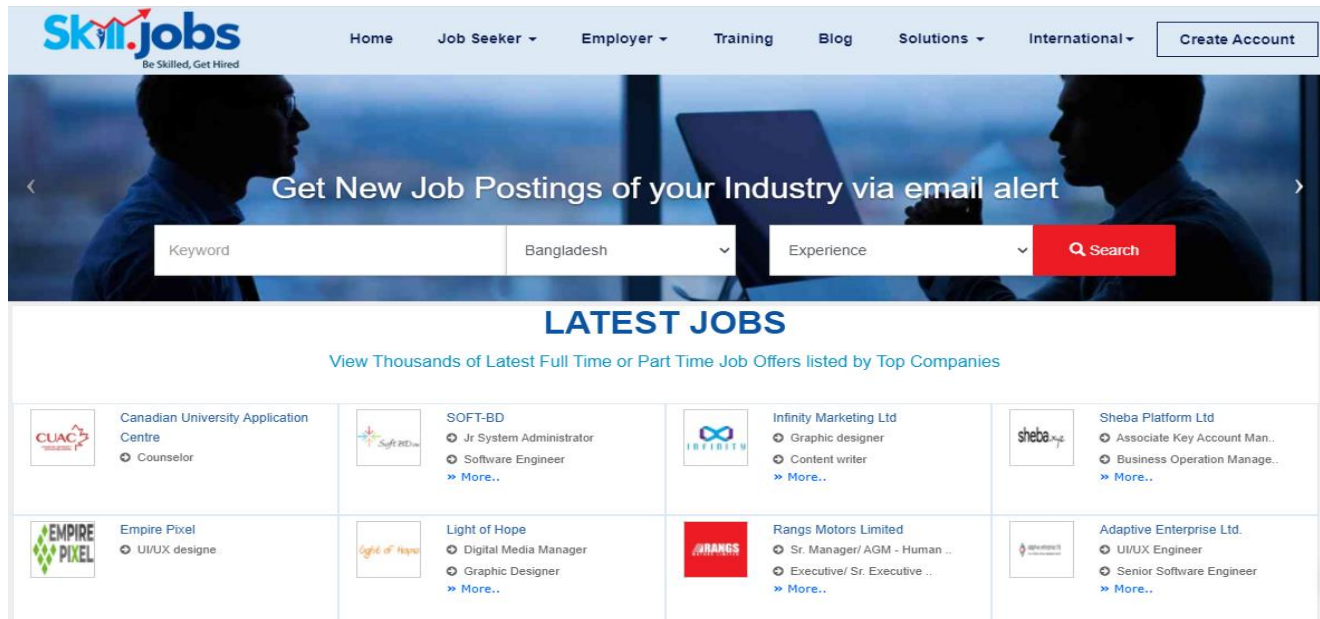 Skill.jobs
Be Skilled, Get Hired
Home Job Seeker Employer Training Blog Solutions International Create Account
Get New Job Postings of your Industry via email alert
Keyword Bangladesh Experience Search
LATEST JOBS
View Thousands of Latest Full Time or Part Time Job Offers listed by Top Companies
CUAC
Canadian University Application
Centre
Counselor
Soft BD
SOFT-BD
Jr System Administrator
Software Engineer
» More..
INFINITY
Infinity Marketing Ltd
Graphic designer
Content writer
» More..
sheba.xyz
Sheba Platform Ltd
Associate Key Account Man..
Business Operation Manage..
» More..
EMPIRE
PIXEL
Empire Pixel
UI/UX designe
Light of Hope
Light of Hope
Digital Media Manager
Graphic Designer
» More..
RANGS
Rangs Motors Limited
Sr. Manager/ AGM - Human ..
Executive/ Sr. Executive ..
» More..
Adaptive Enterprise Ltd.
UI/UX Engineer
Senior Software Engineer
» More..